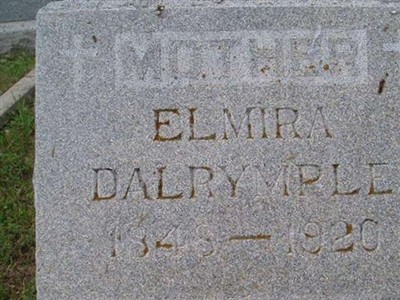 MOTHER
ELMIRA
DALRYMPLE
1848 — 1920